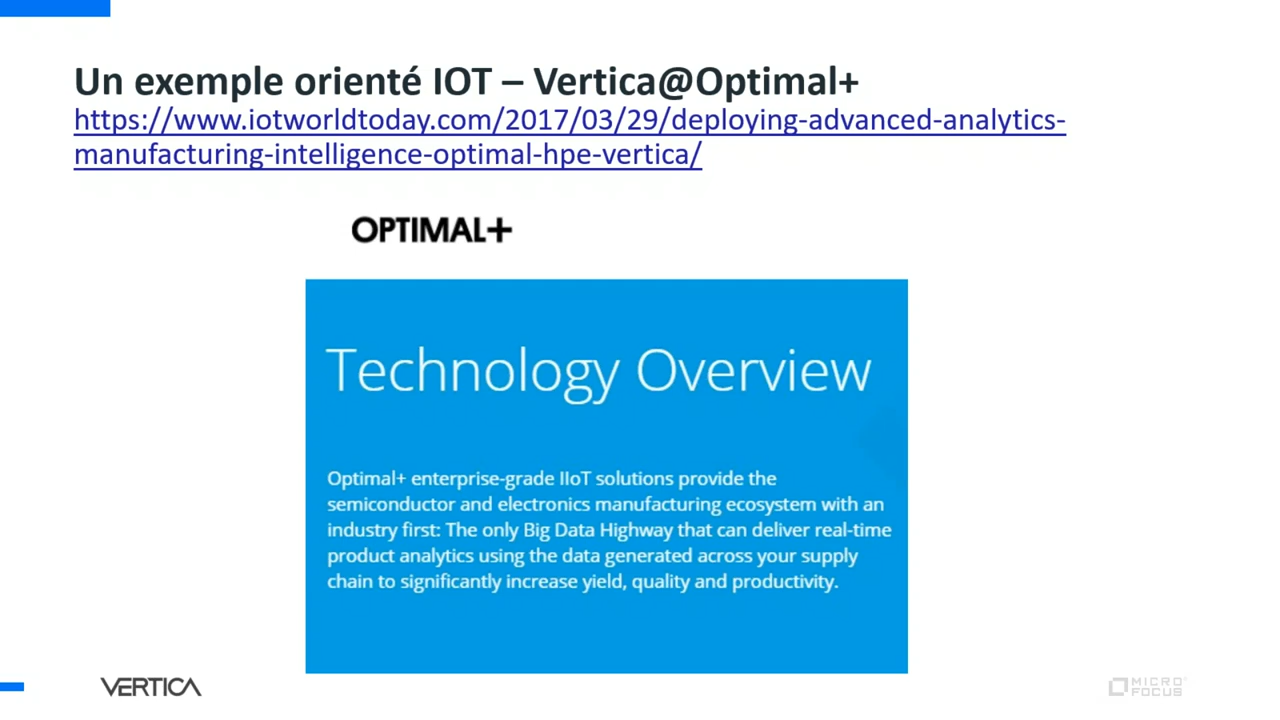 Un exemple orienté IOT – Vertica@Optimal+
https://www.iotworldtoday.com/2017/03/29/deploying-advanced-analytics-
manufacturing-intelligence-optimal-hpe-vertica/
OPTIMAL+
Technology Overview
Optimal+ enterprise-grade IIoT solutions provide the
semiconductor and electronics manufacturing ecosystem with an
industry first: The only Big Data Highway that can deliver real-time
product analytics using the data generated across your supply
chain to significantly increase yield, quality and productivity.
VERTICA
MICRO
FOCUS